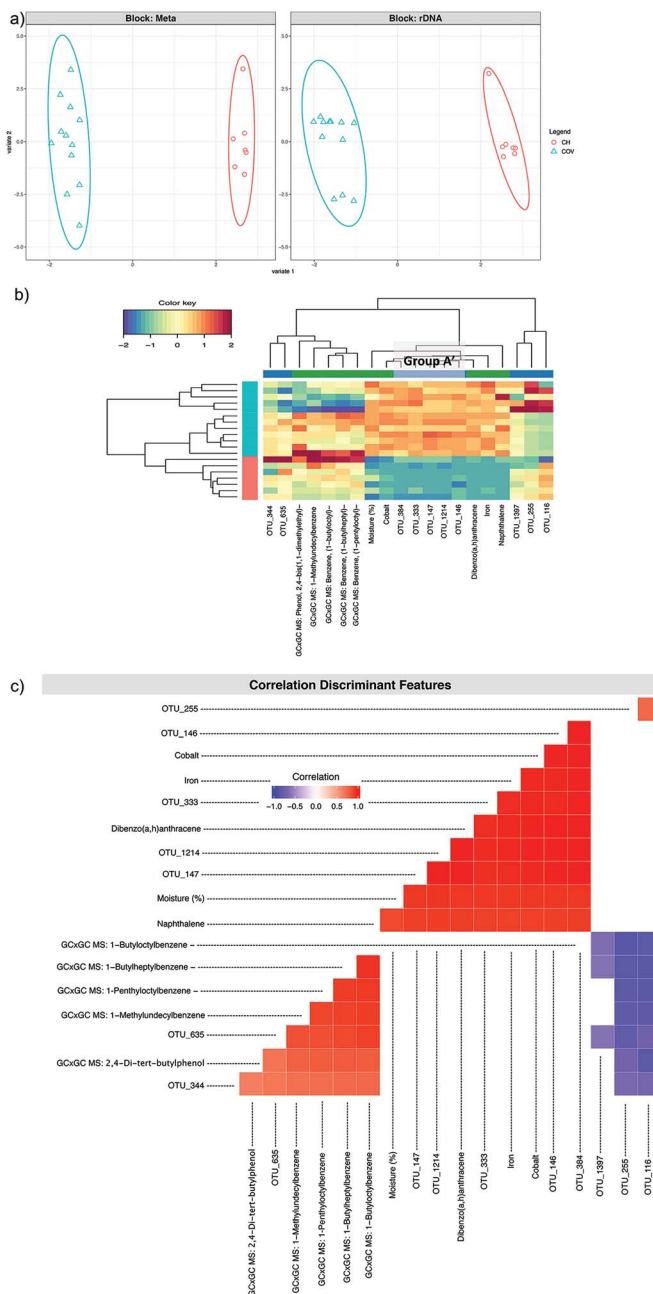 a)
Block: Meta
Block: rDNA
5.0
2.5
0.0
-2.5
-5.0
variate 2
-2
0
2
-2
0
2
variate 1
Legend
CH
COV
b)
Color key
-2 -1 0 1 2
Group A'
OTU_344
OTU_635
GCxGC MS: Phenol, 2,4-bis(1,1-dimethylethyl)-
GCxGC MS: 1-Methylundecylbenzene
GCxGC MS: Benzene, (1-butyloctyl)-
GCxGC MS: Benzene, (1-butylheptyl)-
GCxGC MS: Benzene, (1-pentyloctyl)-
Moisture (%)
Cobalt
OTU_384
OTU_333
OTU_147
OTU_1214
OTU_146
Dibenzo(a,h)anthracene
Iron
Napththalene
OTU_1397
OTU_255
OTU_116
c)
Correlation Discriminant Features
OTU_255
OTU_146
Cobalt
Iron
OTU_333
Dibenzo(a,h)anthracene
OTU_1214
OTU_147
Moisture (%)
Naphthalene
GCxGC MS: 1-Butyloctylbenzene
GCxGC MS: 1-Butylheptylbenzene
GCxGC MS: 1-Penthyloctylbenzene
GCxGC MS: 1-Methylundecylbenzene
OTU_635
GCxGC MS: 2,4-Di-tert-butylphenol
OTU_344
Correlation
-1.0 -0.5 0.0 0.5 1.0
GCxGC MS: 2,4-Di-tert-butylphenol
OTU_635
GCxGC MS: 1-Methylundecylbenzene
GCxGC MS: 1-Penthyloctylbenzene
GCxGC MS: 1-Butylheptylbenzene
GCxGC MS: 1-Butyloctylbenzene
Moisture (%)
OTU_147
OTU_1214
Dibenzo(a,h)anthracene
OTU_333
Iron
Cobalt
OTU_146
OTU_384
OTU_1397
OTU_255
OTU_116